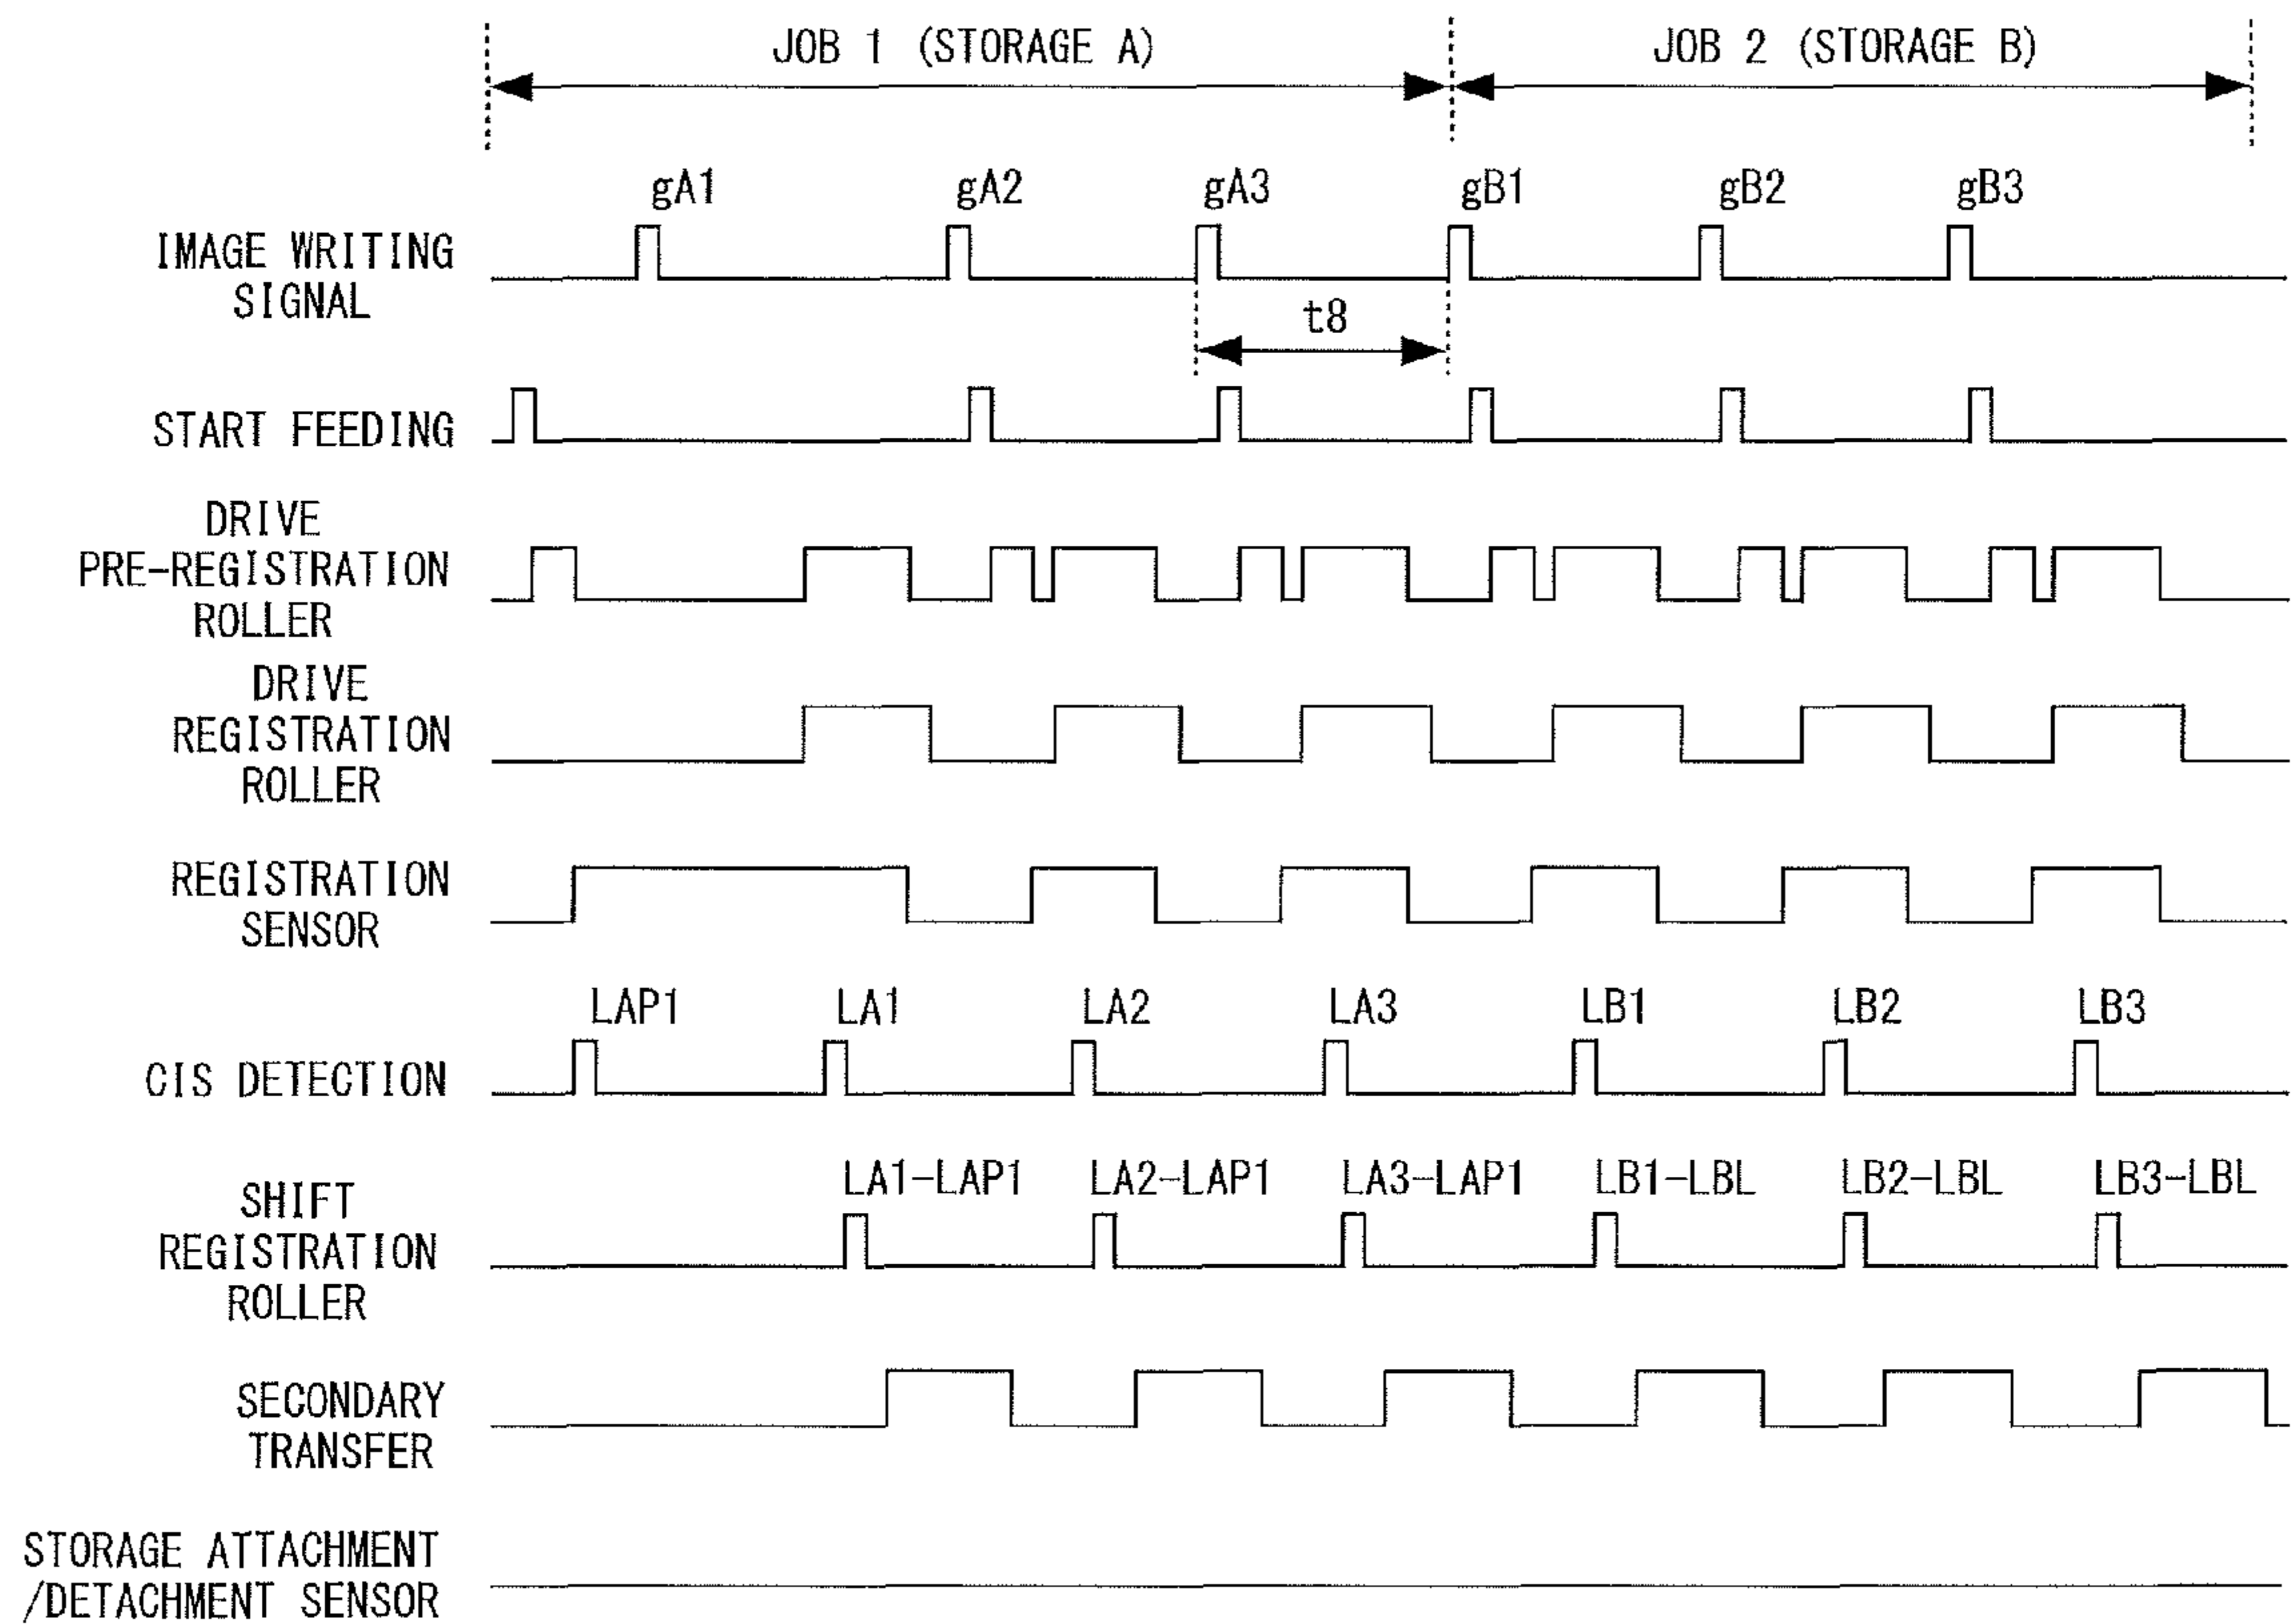 JOB 1 (STORAGE A) JOB 2 (STORAGE B)
gA1 gA2 gA3 gB1 gB2 gB3
IMAGE WRITING
SIGNAL
t8
START FEEDING
DRIVE
PRE-REGISTRATION
ROLLER
DRIVE
REGISTRATION
ROLLER
REGISTRATION
SENSOR
LAP1 LA1 LA2 LA3 LB1 LB2 LB3
CIS DETECTION
LA1-LAP1 LA2-LAP1 LA3-LAP1 LB1-LBL LB2-LBL LB3-LBL
SHIFT
REGISTRATION
ROLLER
SECONDARY
TRANSFER
STORAGE ATTACHMENT
/DETACHMENT SENSOR